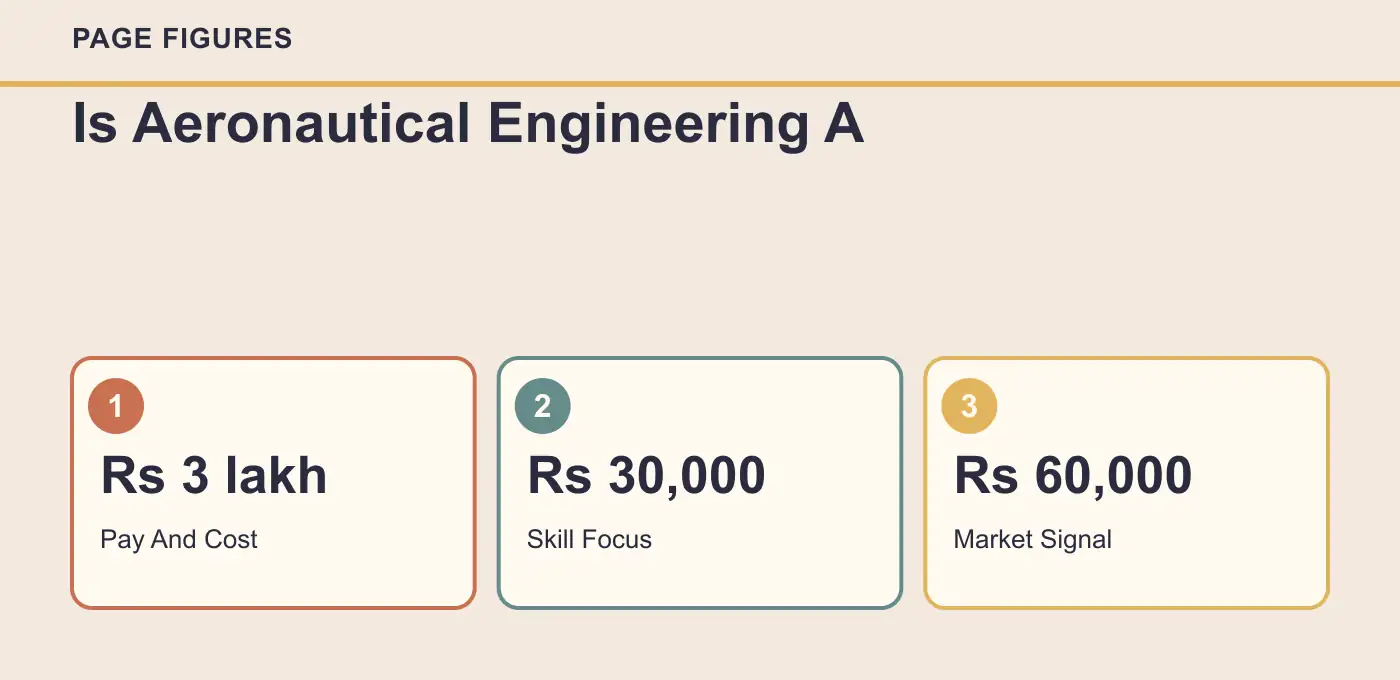 PAGE FIGURES
Is Aeronautical Engineering A
1
Rs 3 lakh
Pay And Cost
2
Rs 30,000
Skill Focus
3
Rs 60,000
Market Signal